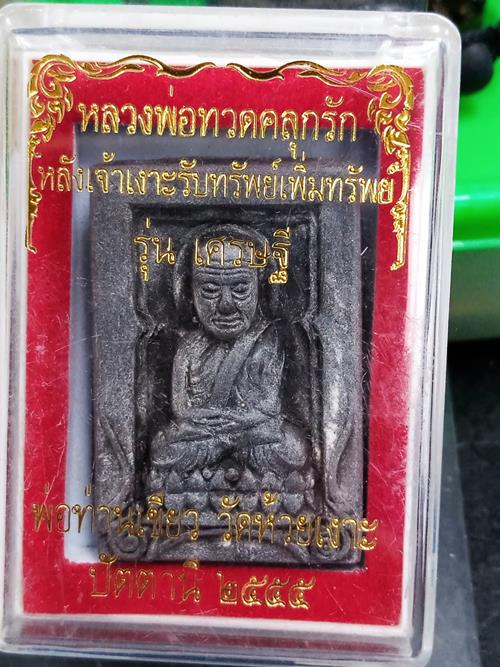 หลวงพ่อทวดคลุกรัก
หลังเจ้าเงาะรับทรัพย์เพิ่มทรัพย์
รุ่น เศรษฐี
พ่อท่านเขียว วัดห้วยเงาะ
ปัตตานี ๒๕๕๕